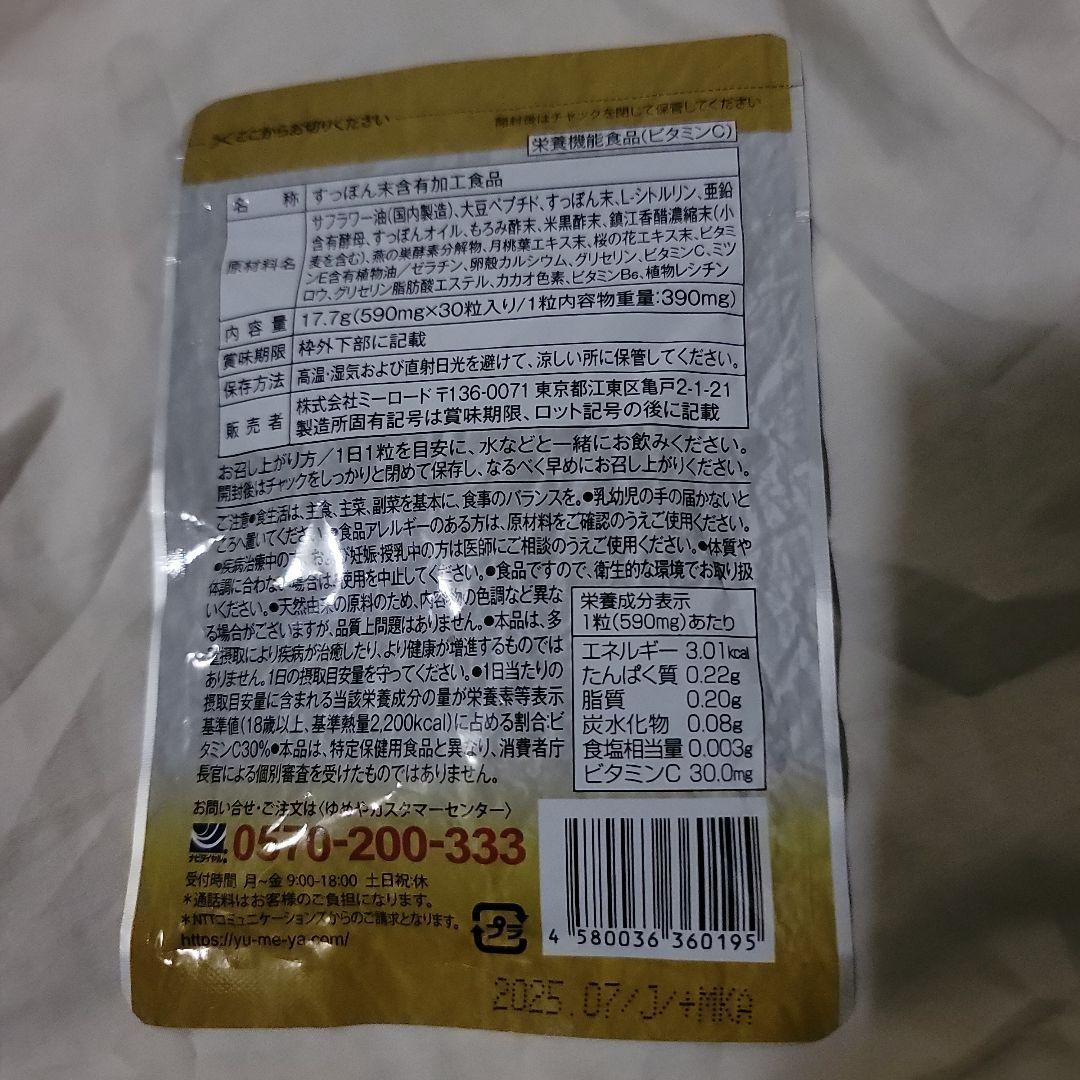 ここからお切りください
開封後はチャックを閉じて保管してください
栄養機能食品(ビタミンC)
名称 すっぽん末含有加工食品
原材料名 サフラワー油(国内製造)、大豆ペプチド、すっぽん末、L-シトルリン、亜鉛
含有酵母、すっぽんオイル、もろみ酢末、米黒酢末、鎮江香醋濃縮末(小
麦を含む)、燕の巣酵素分解物、月桃葉エキス末、桜の花エキス末、ビタミ
ンE含有植物油／ゼラチン、卵殻カルシウム、グリセリン、ビタミンC、ミツ
ロウ、グリセリン脂肪酸エステル、カカオ色素、ビタミンB₆、植物レシチン
内容量 17.7g(590mg×30粒入り/1粒内容物重量:390mg)
賞味期限 枠外下部に記載
保存方法 高温・湿気および直射日光を避けて、涼しい所に保管してください。
販売者 株式会社ミーロード 〒136-0071 東京都江東区亀戸2-1-21
製造所固有記号は賞味期限、ロット記号の後に記載
お召し上がり方／1日1粒を目安に、水などと一緒にお飲みください。
開封後はチャックをしっかりと閉めて保存し、なるべく早めにお召し上がりください。
ご注意●食生活は、主食、主菜、副菜を基本に、食事のバランスを。●乳幼児の手の届かないと
ころへ置いてください。●食品アレルギーのある方は、原材料をご確認のうえご使用ください。
●疾病治療中の方、および妊娠・授乳中の方は医師にご相談のうえご使用ください。●体質や
体調に合わない場合は、使用を中止してください。●食品ですので、衛生的な環境でお取り扱
いください。●天然由来の原料のため、内容物の色調など異な
る場合がございますが、品質上問題はありません。●本品は、多
量摂取により疾病が治癒したり、より健康が増進するものでは
ありません。1日の摂取目安量を守ってください。●1日当たりの
摂取目安量に含まれる当該栄養成分の量が栄養素等表示
基準値(18歳以上、基準熱量2,200kcal)に占める割合:ビ
タミンC30%●本品は、特定保健用食品と異なり、消費者庁
長官による個別審査を受けたものではありません。
栄養成分表示
1粒(590mg)あたり
エネルギー 3.01kcal
たんぱく質 0.22g
脂質 0.20g
炭水化物 0.08g
食塩相当量 0.003g
ビタミンC 30.0mg
お問い合せ・ご注文は〈ゆめやカスタマーセンター〉
ナビダイヤル® 0570-200-333
受付時間 月~金 9:00-18:00 土日祝:休
＊通話料はお客様のご負担になります。
＊NTTコミュニケーションズからのご請求となります。
https://yu-me-ya.com/
プラ
4 580036 360195
2025.07/J/+MKA